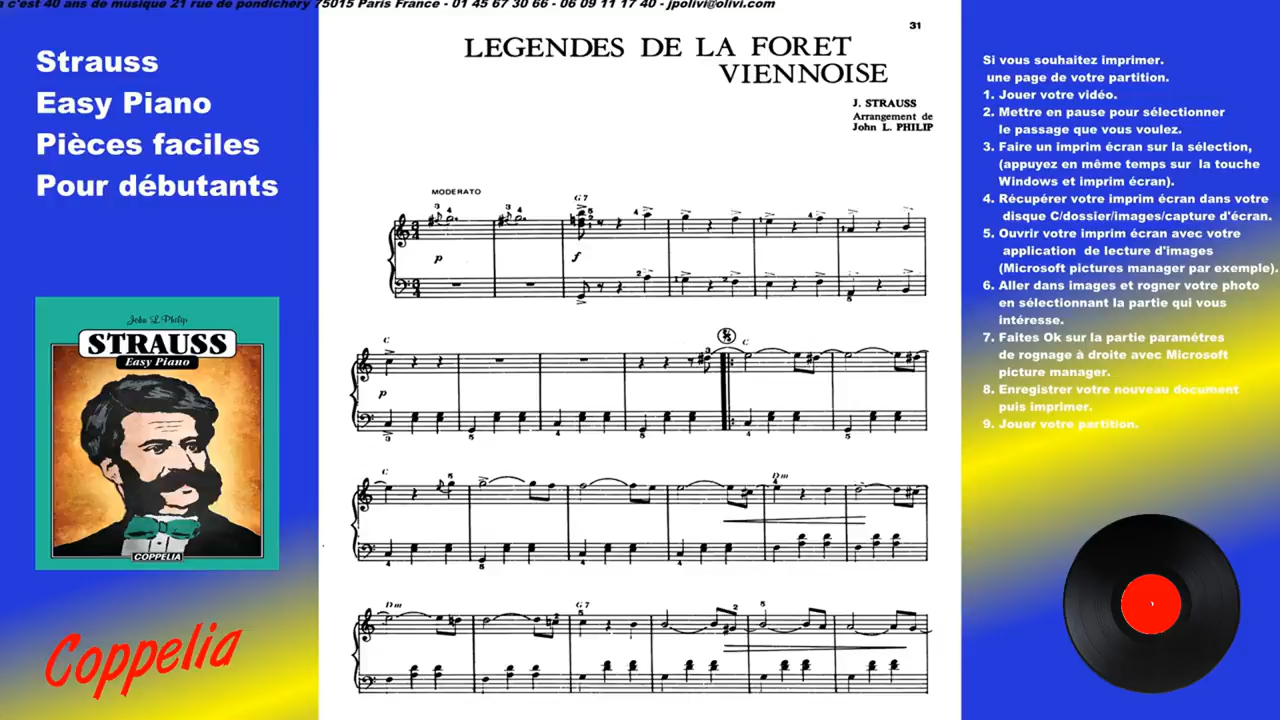 c'est 40 ans de musique 21 rue de pondichery 75015 Paris France - 01 45 67 30 66 - 06 09 11 17 40 - jpolivi@olivi.com
Strauss
Easy Piano
Pièces faciles
Pour débutants
John L Philip
STRAUSS
Easy Piano
COPPELIA
Coppelia
31
LEGENDES DE LA FORET
VIENNOISE
J. STRAUSS
Arrangement de
John L. PHILIP
MODERATO
G 7
p
f
C
C
p
C
Dm
Dm
G 7
Si vous souhaitez imprimer.
une page de votre partition.
1. Jouer votre vidéo.
2. Mettre en pause pour sélectionner
le passage que vous voulez.
3. Faire un imprim écran sur la sélection,
(appuyez en même temps sur la touche
Windows et imprim écran).
4. Récupérer votre imprim écran dans votre
disque C/dossier/images/capture d'écran.
5. Ouvrir votre imprim écran avec votre
application de lecture d'images
(Microsoft pictures manager par exemple).
6. Aller dans images et rogner votre photo
en sélectionnant la partie qui vous
intéresse.
7. Faites Ok sur la partie paramétres
de rognage à droite avec Microsoft
picture manager.
8. Enregistrer votre nouveau document
puis imprimer.
9. Jouer votre partition.